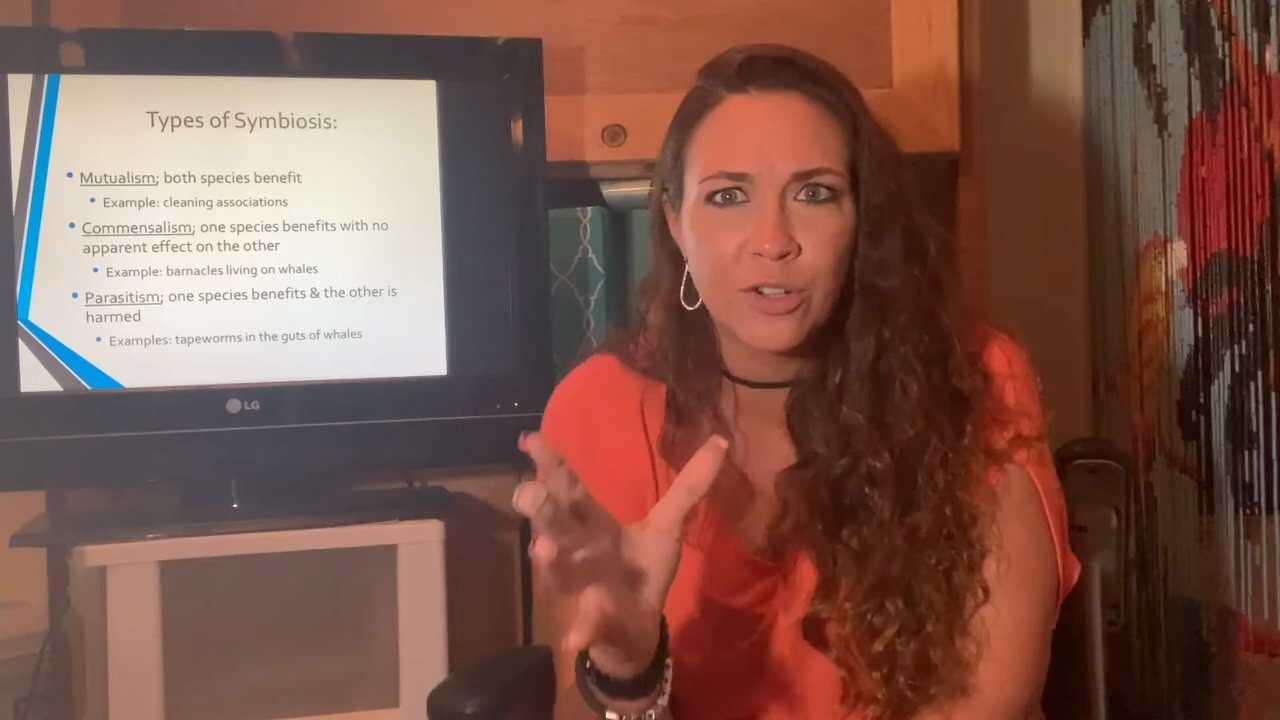 Types of Symbiosis:
• Mutualism; both species benefit
• Example: cleaning associations
• Commensalism; one species benefits with no
apparent effect on the other
• Example: barnacles living on whales
• Parasitism; one species benefits & the other is
harmed
• Examples: tapeworms in the guts of whales
LG